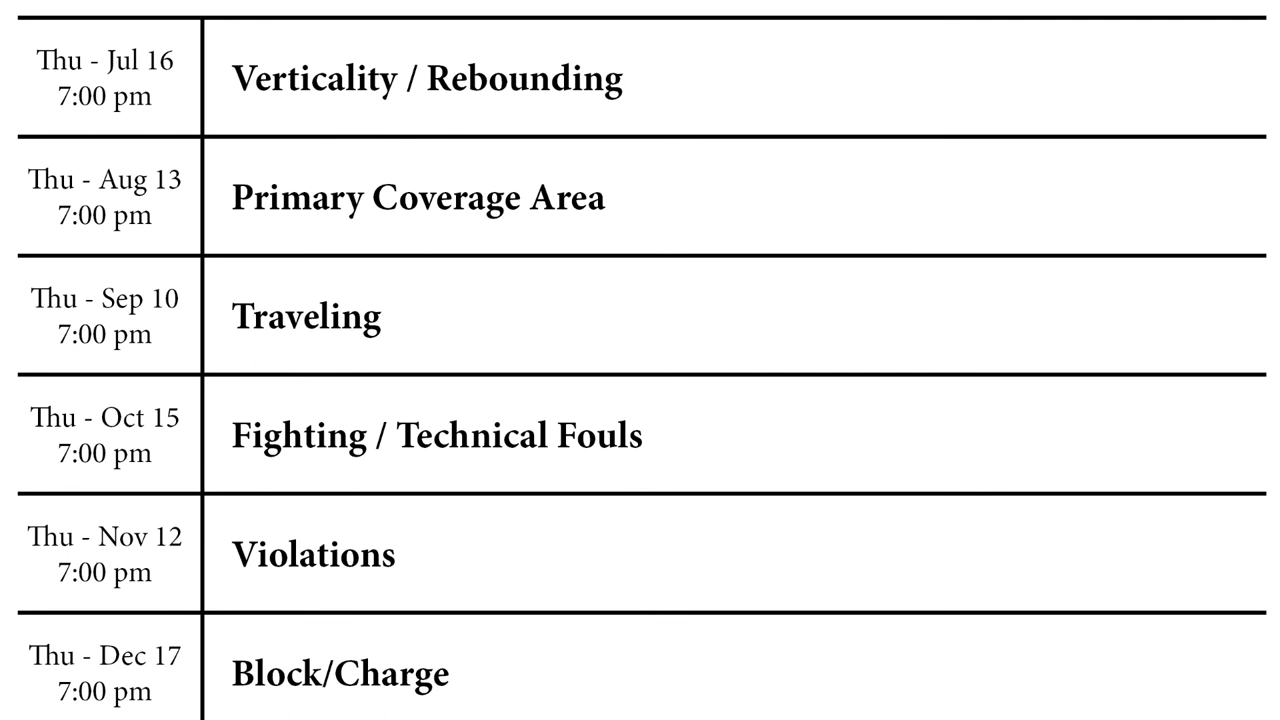 Thu - Jul 16
7:00 pm
Verticality / Rebounding
Thu - Aug 13
7:00 pm
Primary Coverage Area
Thu - Sep 10
7:00 pm
Traveling
Thu - Oct 15
7:00 pm
Fighting / Technical Fouls
Thu - Nov 12
7:00 pm
Violations
Thu - Dec 17
7:00 pm
Block/Charge